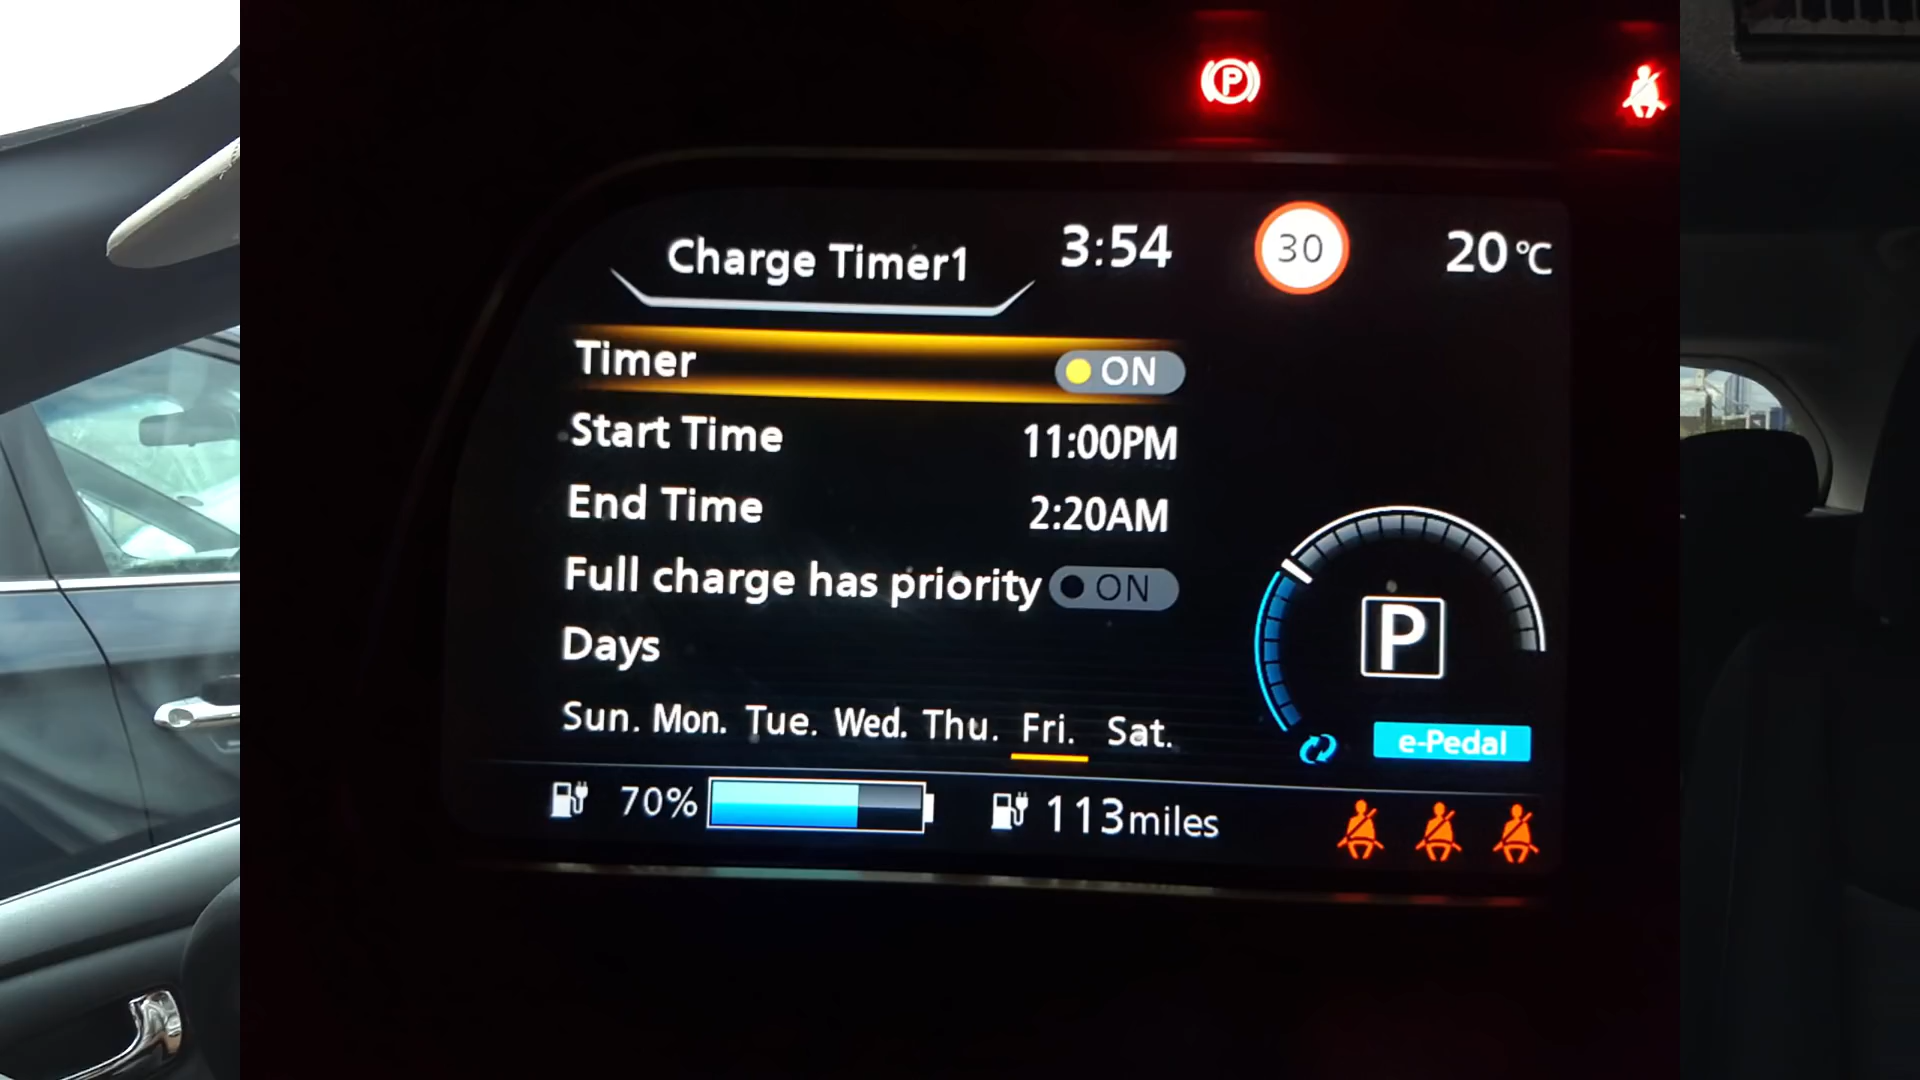 P
Charge Timer1 3:54 30 20°C
Timer ON
Start Time 11:00PM
End Time 2:20AM
Full charge has priority ON
Days
Sun. Mon. Tue. Wed. Thu. Fri. Sat.
P
e-Pedal
70% 113miles